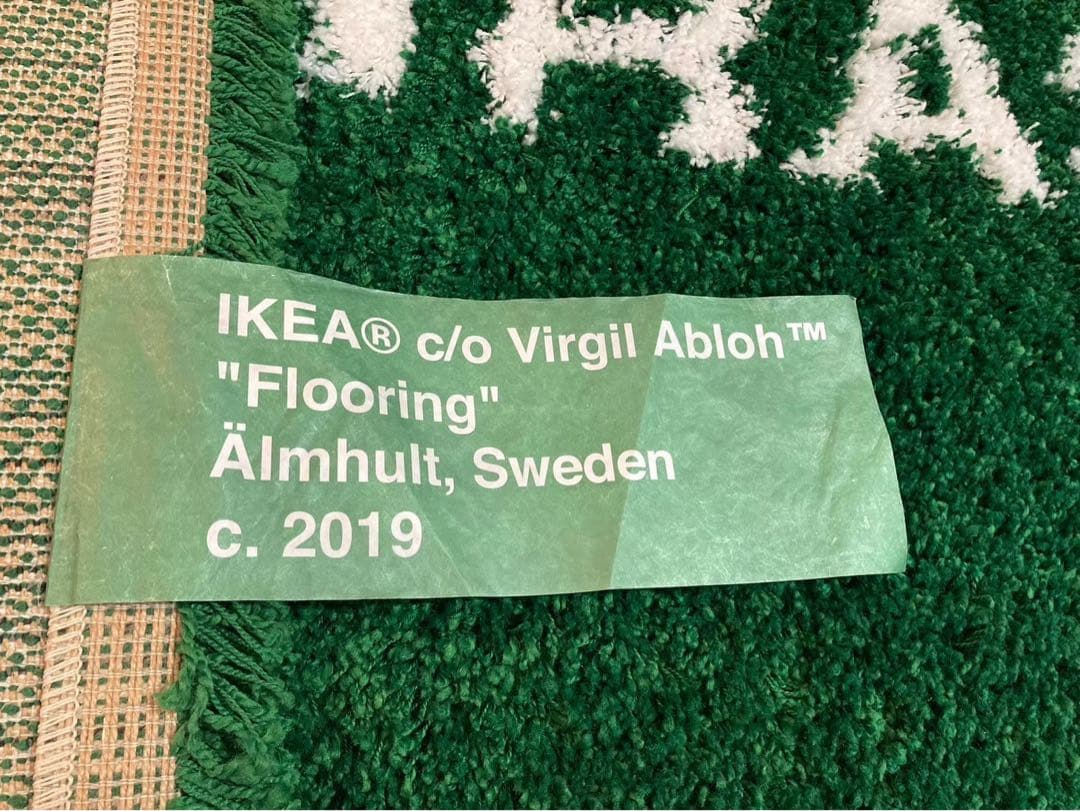 IKEA® c/o Virgil Abloh™
"Flooring"
Älmhult, Sweden
c. 2019